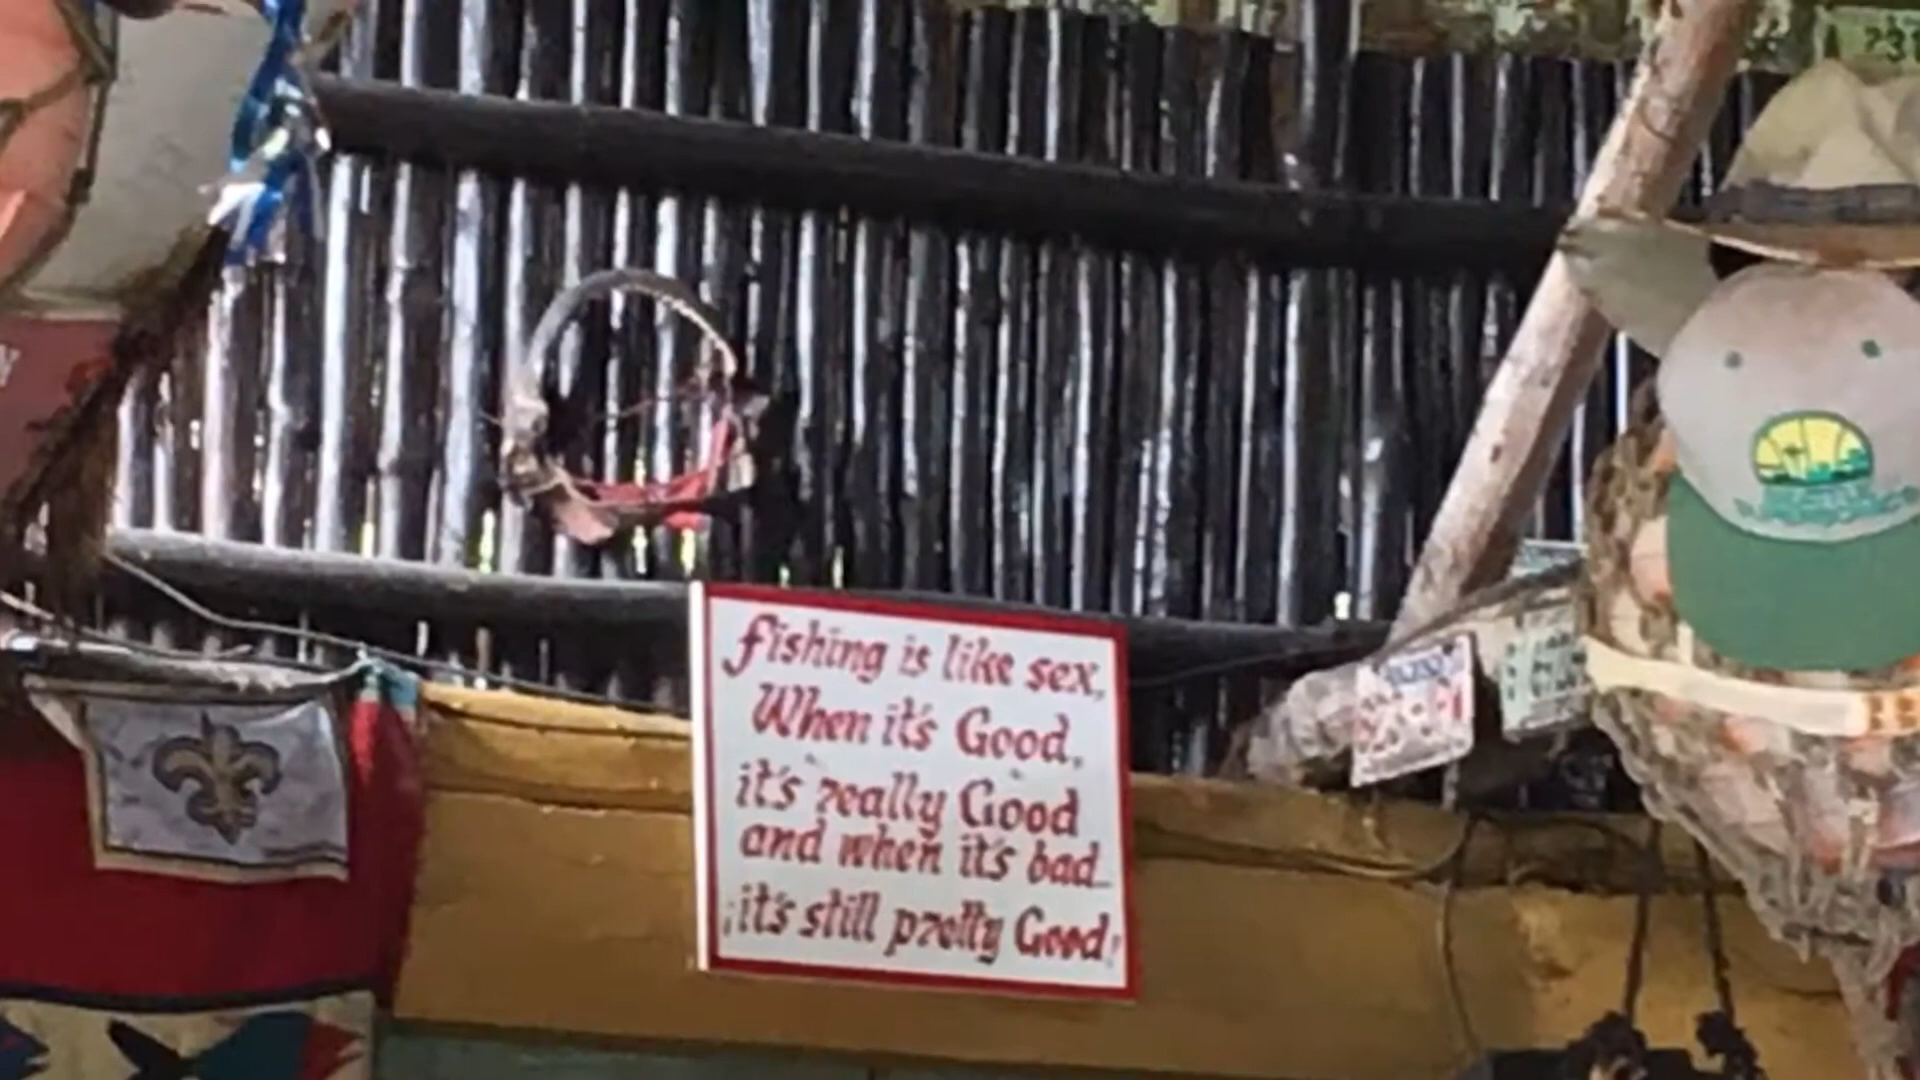 fishing is like sex,
When it's Good,
it's really Good
and when it's bad
¡it's still pretty Good!